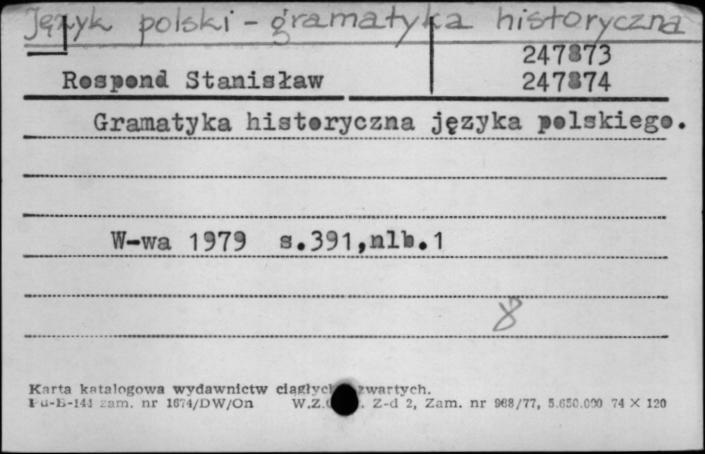 Język polski - gramatyka historyczna
247873
Rospond Stanisław 247874
Gramatyka historyczna języka polskiego.
W-wa 1979 s.391,nlb.1
8
Karta katalogowa wydawnictw ciągłych zwartych.
Pu-B-144 zam. nr 1674/DW/On W.Z. Z-d 2, Zam. nr 968/77, 5.650.000 74 X 120